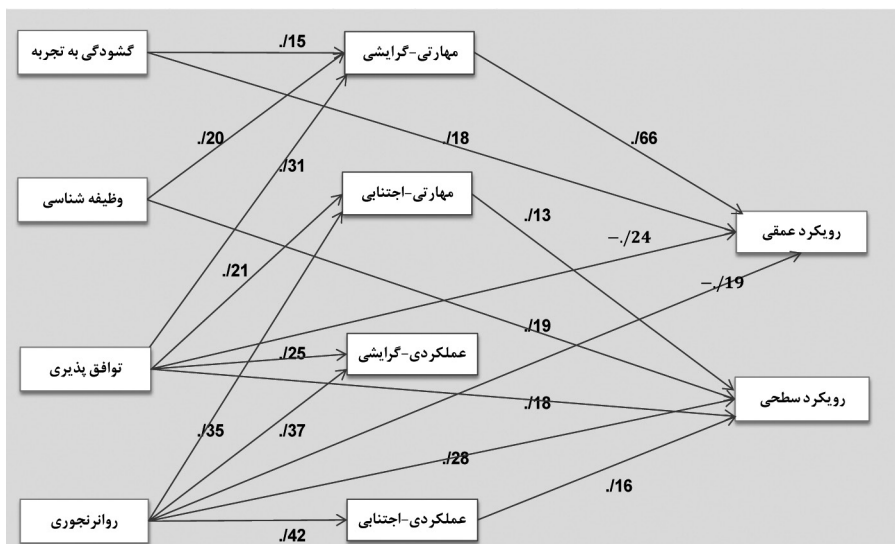 گشودگی به تجربه
./15
مهارتی-گرایشی
./20
./18
./66
./31
وظیفه شناسی
مهارتی-اجتنابی
./13
رویکرد عمقی
−./24
./21
−./19
توافق پذیری
./25
عملکردی-گرایشی
./19
./18
رویکرد سطحی
./35
./37
./28
./16
روانرنجوری
./42
عملکردی-اجتنابی